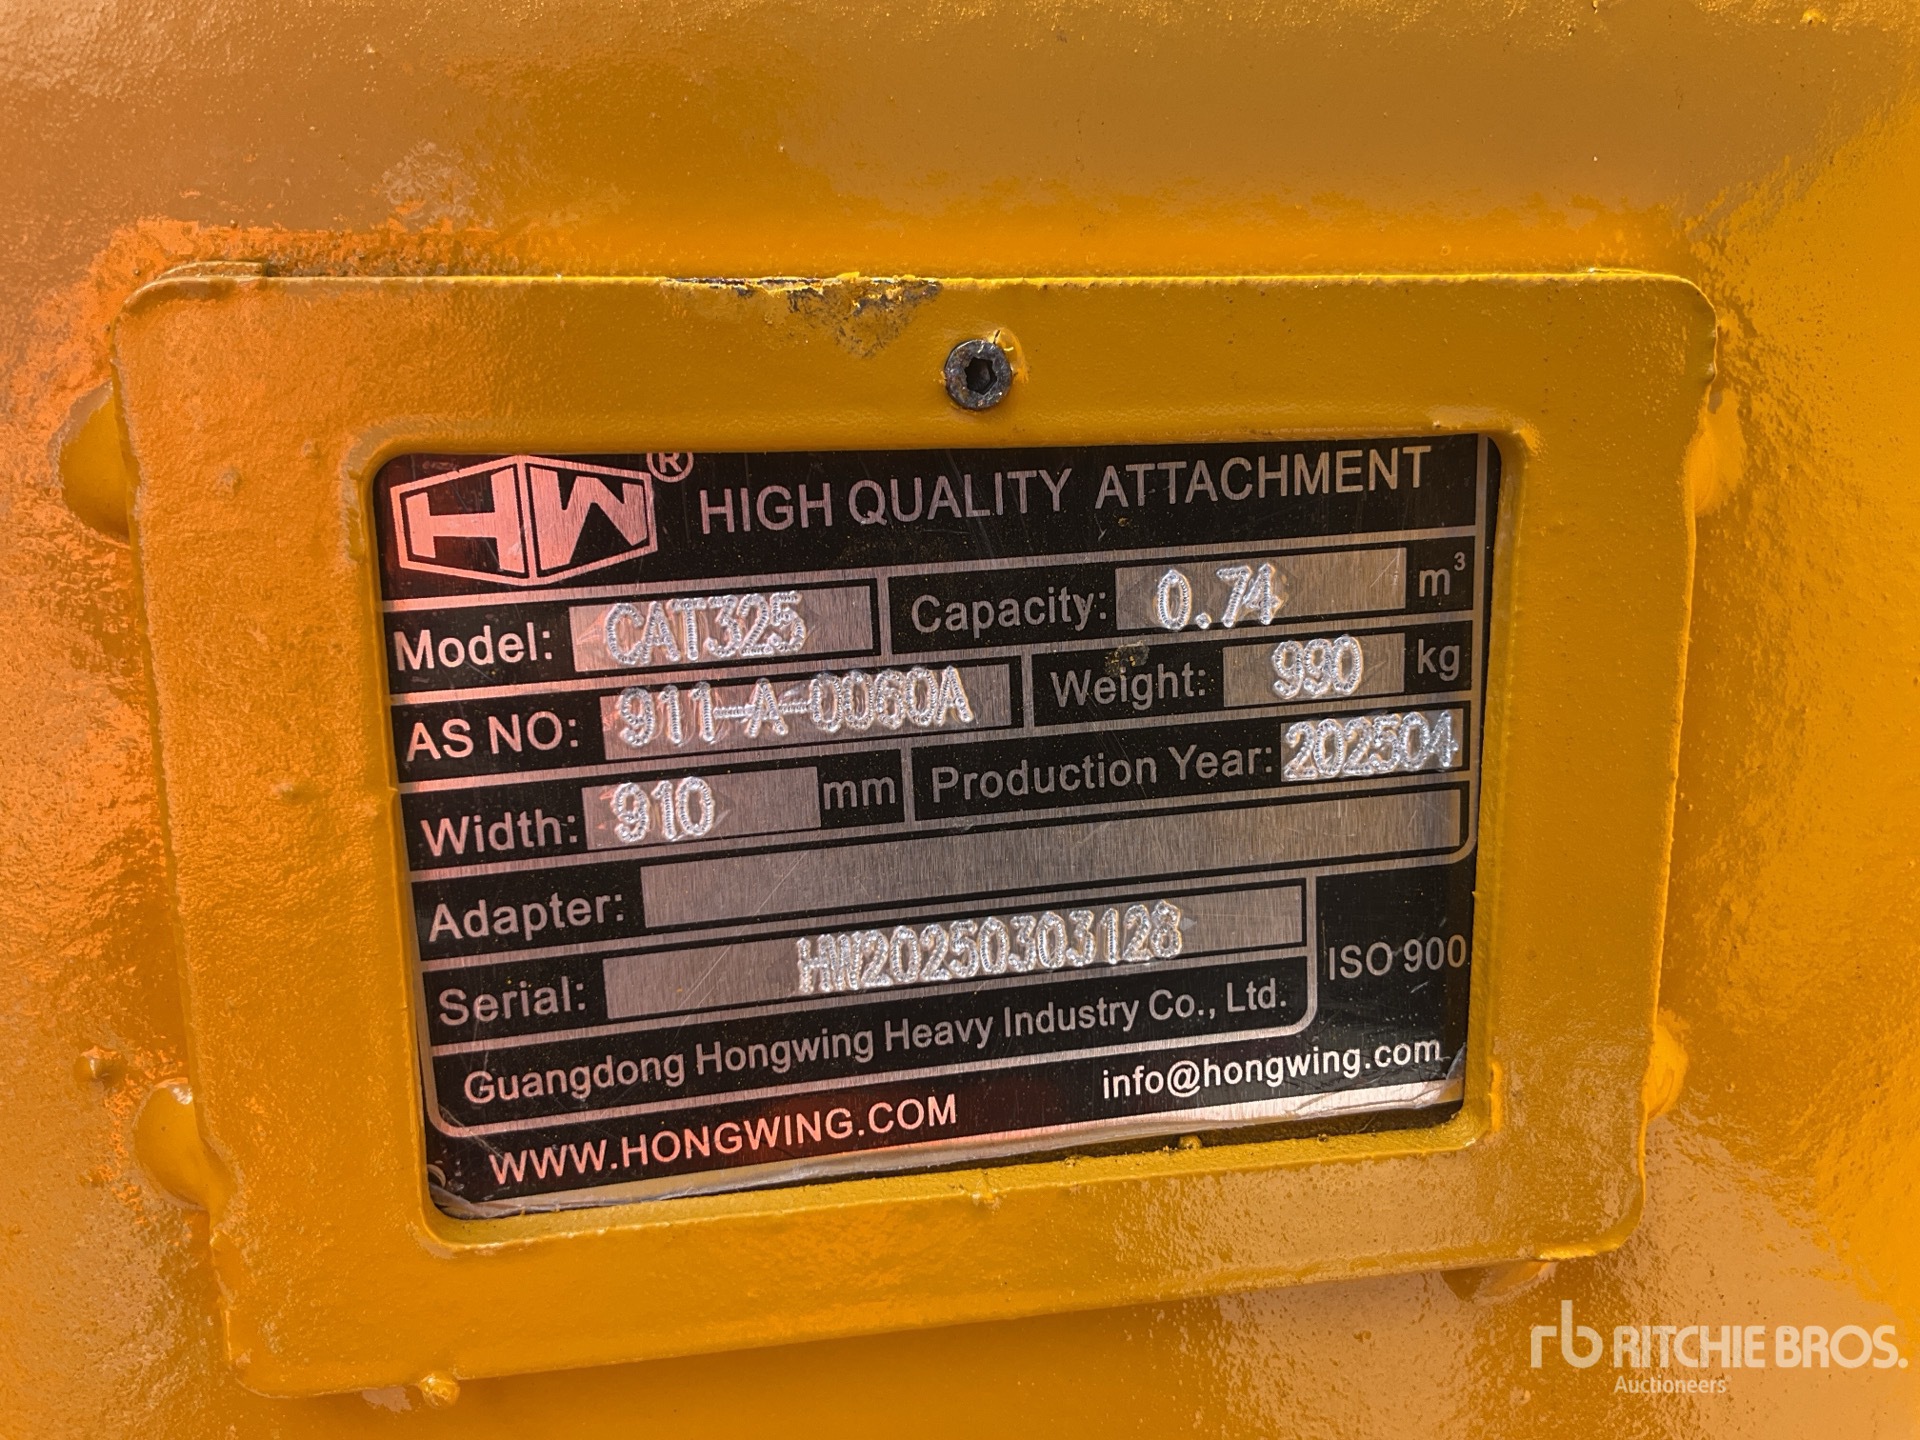 HW® HIGH QUALITY ATTACHMENT
Model: CAT325 Capacity: 0.74 m³
AS NO: 911-A-0060A Weight: 990 kg
Width: 910 mm Production Year: 202504
Adapter:
Serial: HW20250303128
ISO 900
Guangdong Hongwing Heavy Industry Co., Ltd.
WWW.HONGWING.COM info@hongwing.com
rb RITCHIE BROS.
Auctioneers